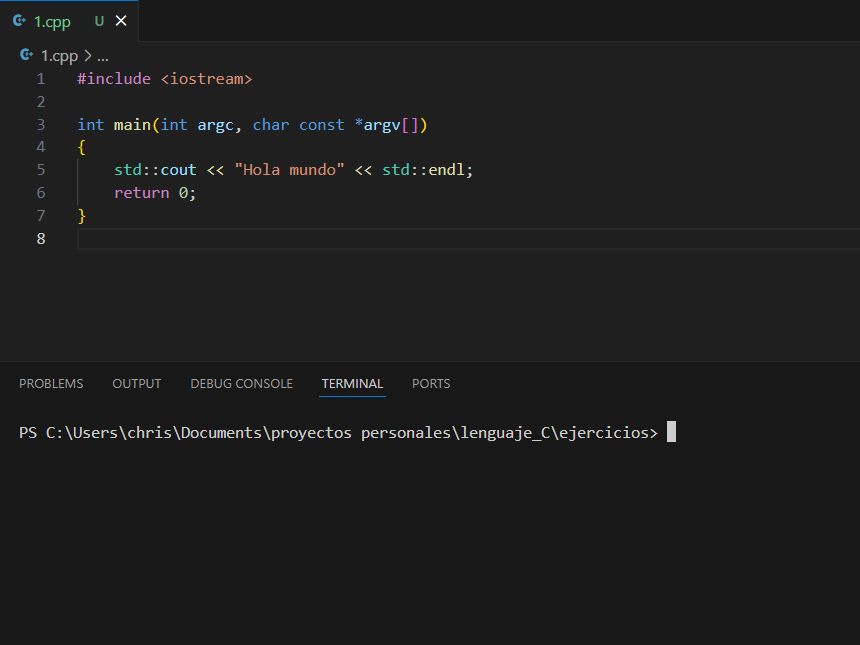 1.cpp U
1.cpp > ...
1 #include <iostream>
2
3 int main(int argc, char const *argv[])
4 {
5     std::cout << "Hola mundo" << std::endl;
6     return 0;
7 }
8
PROBLEMS OUTPUT DEBUG CONSOLE TERMINAL PORTS
PS C:\Users\chris\Documents\proyectos personales\lenguaje_C\ejercicios>